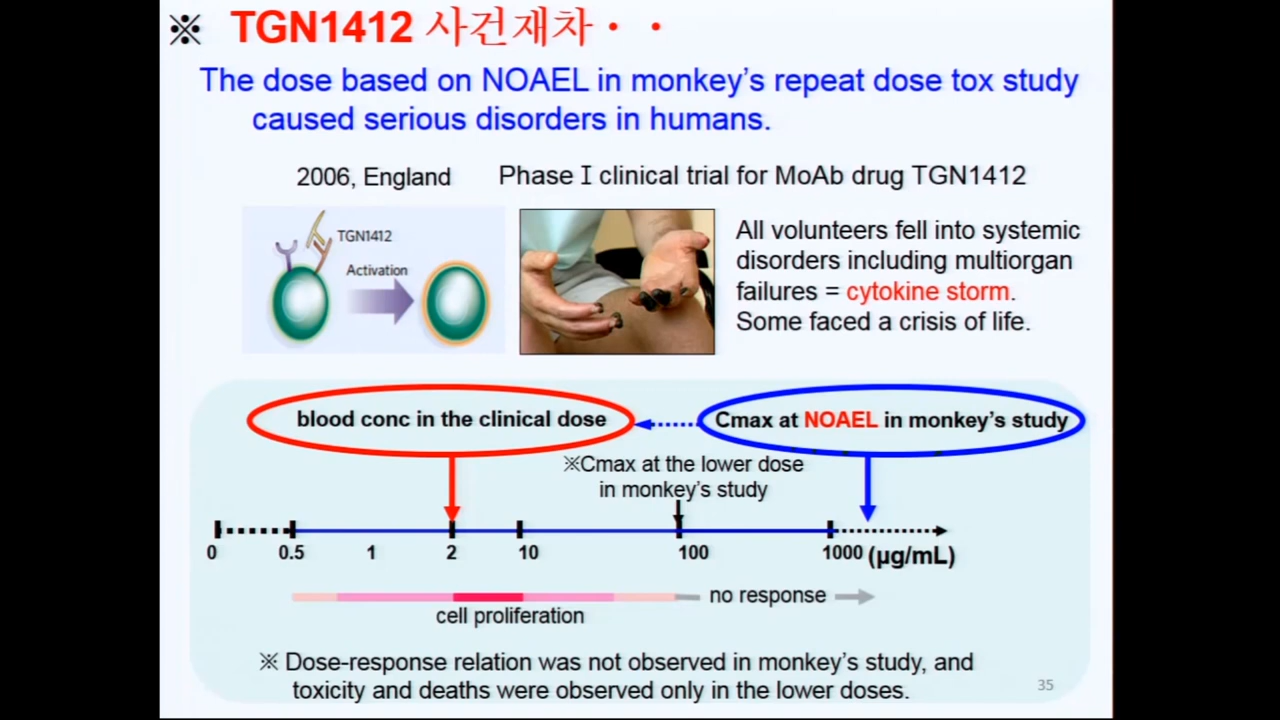 ※ TGN1412 사건재차・・
The dose based on NOAEL in monkey's repeat dose tox study
caused serious disorders in humans.
2006, England
Phase I clinical trial for MoAb drug TGN1412
TGN1412
Activation
All volunteers fell into systemic
disorders including multiorgan
failures = cytokine storm.
Some faced a crisis of life.
blood conc in the clinical dose
Cmax at NOAEL in monkey's study
※Cmax at the lower dose
in monkey's study
0 0.5 1 2 10 100 1000 (µg/mL)
no response
cell proliferation
※ Dose-response relation was not observed in monkey's study, and
toxicity and deaths were observed only in the lower doses.
35